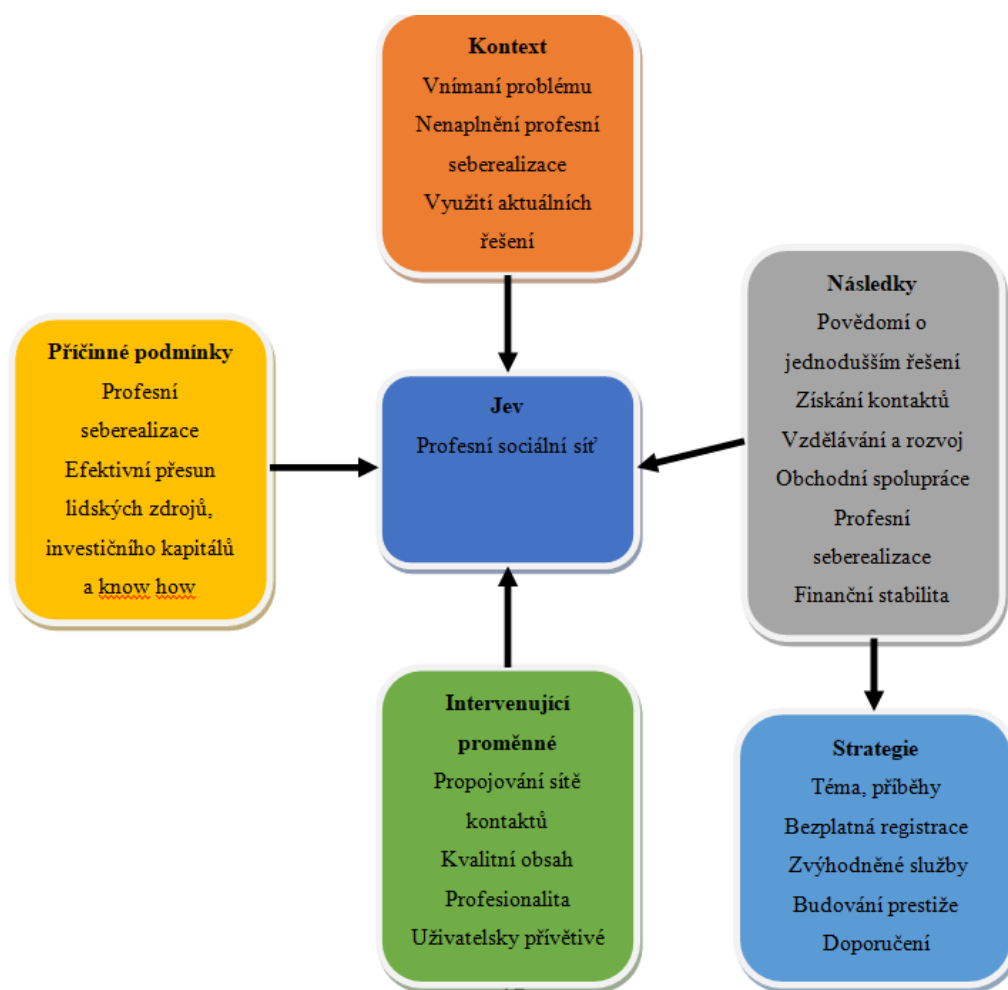 Kontext
Vnímaní problému
Nenaplnění profesní
seberealizace
Využití aktuálních
řešení
Následky
Povědomí o
jednodušším řešení
Získání kontaktů
Vzdělávání a rozvoj
Obchodní spolupráce
Profesní
seberealizace
Finanční stabilita
Příčinné podmínky
Profesní
seberealizace
Efektivní přesun
lidských zdrojů,
investičního kapitálů
a know how
Jev
Profesní sociální síť
Intervenující
proměnné
Propojování sítě
kontaktů
Kvalitní obsah
Profesionalita
Uživatelsky přívětivé
Strategie
Téma, příběhy
Bezplatná registrace
Zvýhodněné služby
Budování prestiže
Doporučení